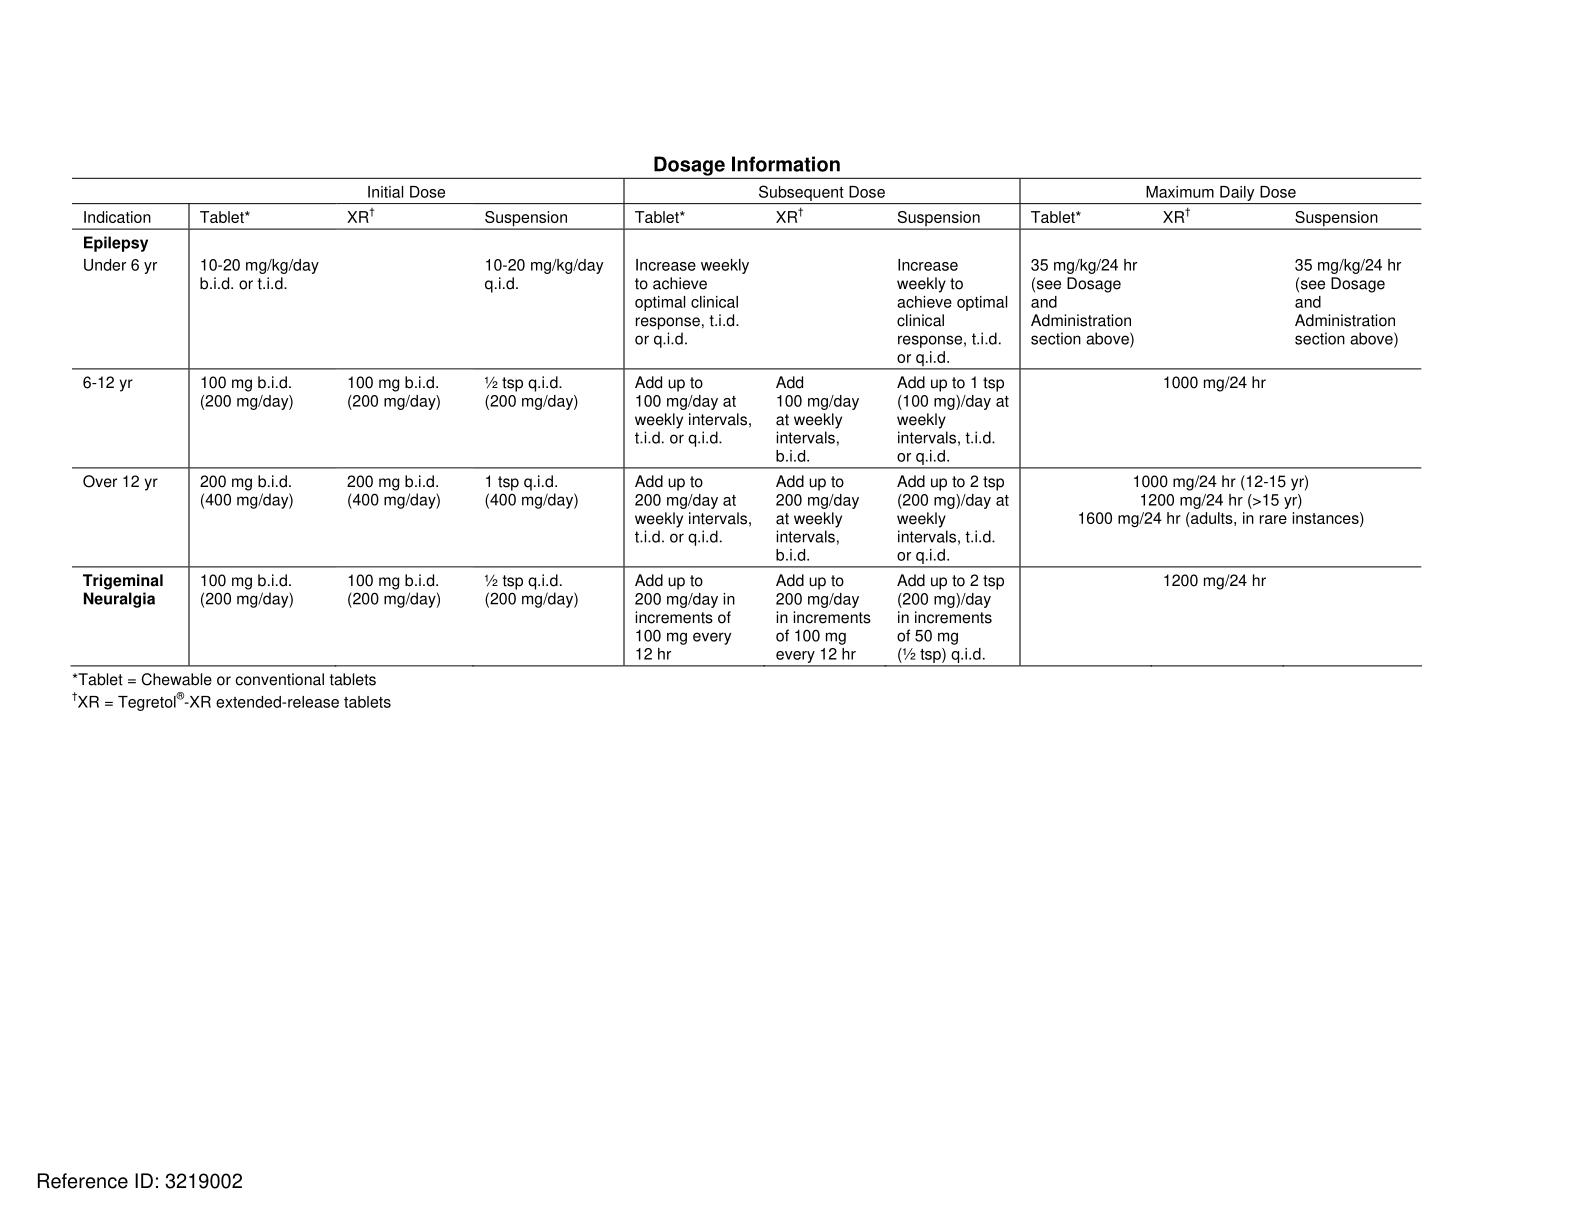 Dosage Information
Initial Dose Subsequent Dose Maximum Daily Dose
Indication Tablet* XR† Suspension Tablet* XR† Suspension Tablet* XR† Suspension
Epilepsy
Under 6 yr 10-20 mg/kg/day 10-20 mg/kg/day Increase weekly Increase 35 mg/kg/24 hr 35 mg/kg/24 hr
b.i.d. or t.i.d. q.i.d. to achieve weekly to (see Dosage (see Dosage
optimal clinical achieve optimal and and
response, t.i.d. clinical Administration Administration
or q.i.d. response, t.i.d. section above) section above)
or q.i.d.
6-12 yr 100 mg b.i.d. 100 mg b.i.d. ½ tsp q.i.d. Add up to Add Add up to 1 tsp 1000 mg/24 hr
(200 mg/day) (200 mg/day) (200 mg/day) 100 mg/day at 100 mg/day (100 mg)/day at
weekly intervals, at weekly weekly
t.i.d. or q.i.d. intervals, intervals, t.i.d.
b.i.d. or q.i.d.
Over 12 yr 200 mg b.i.d. 200 mg b.i.d. 1 tsp q.i.d. Add up to Add up to Add up to 2 tsp 1000 mg/24 hr (12-15 yr)
(400 mg/day) (400 mg/day) (400 mg/day) 200 mg/day at 200 mg/day (200 mg)/day at 1200 mg/24 hr (>15 yr)
weekly intervals, at weekly weekly 1600 mg/24 hr (adults, in rare instances)
t.i.d. or q.i.d. intervals, intervals, t.i.d.
b.i.d. or q.i.d.
Trigeminal 100 mg b.i.d. 100 mg b.i.d. ½ tsp q.i.d. Add up to Add up to Add up to 2 tsp 1200 mg/24 hr
Neuralgia (200 mg/day) (200 mg/day) (200 mg/day) 200 mg/day in 200 mg/day (200 mg)/day
increments of in increments in increments
100 mg every of 100 mg of 50 mg
12 hr every 12 hr (½ tsp) q.i.d.
*Tablet = Chewable or conventional tablets
†XR = Tegretol®-XR extended-release tablets
Reference ID: 3219002